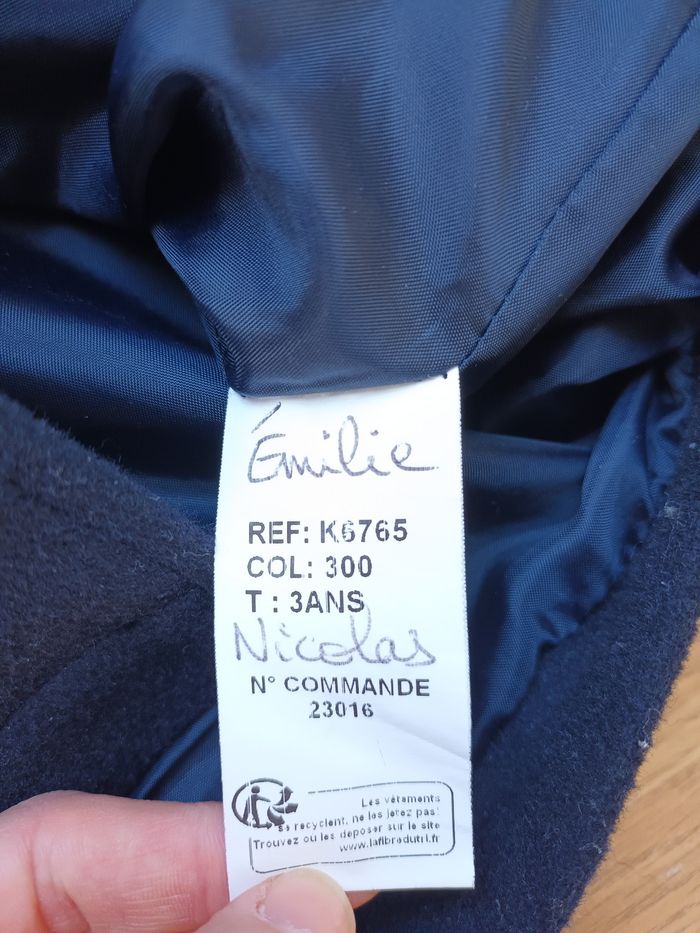 Émilie
REF: K6765
COL: 300
T : 3ANS
Nicolas
N° COMMANDE
23016
Les vêtements
se recyclent, ne les jetez pas!
Trouvez ou les déposer sur le site
www.lafibredutri.fr